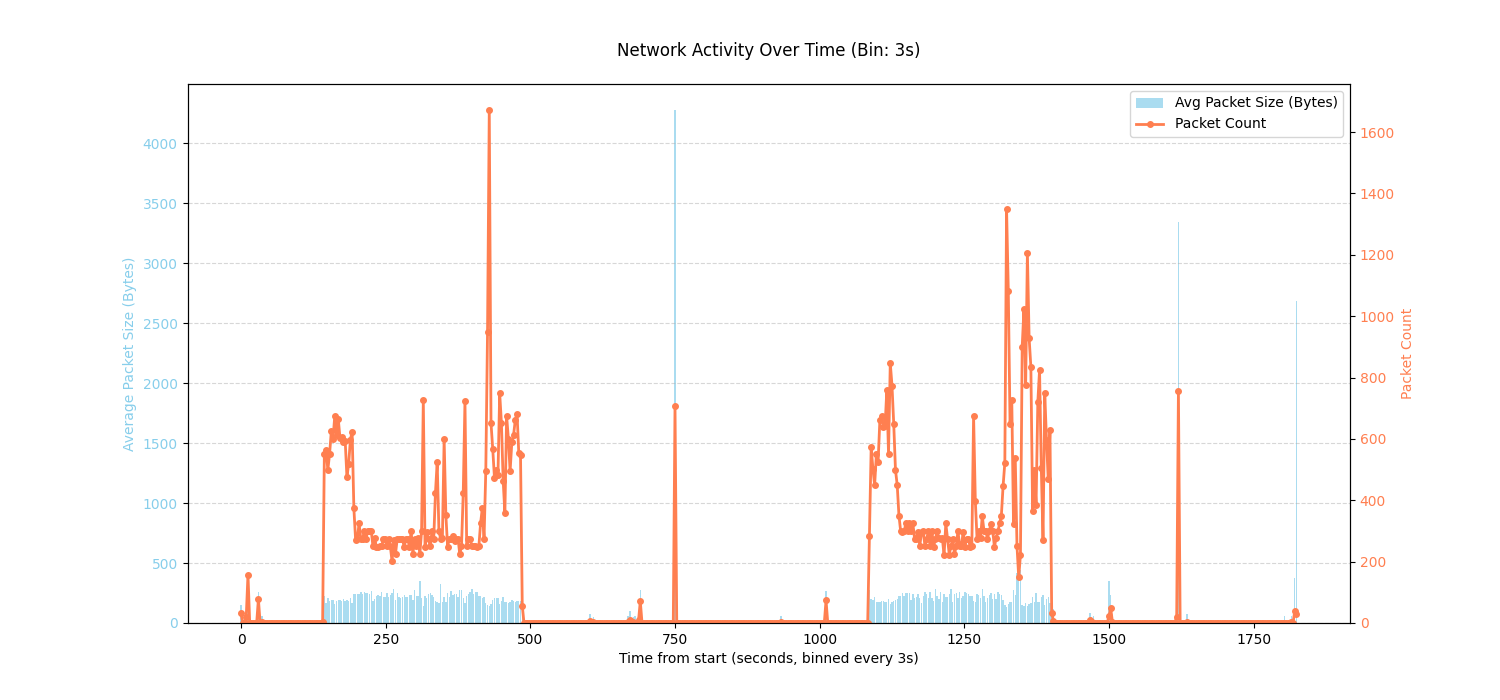 Network Activity Over Time (Bin: 3s)
Avg Packet Size (Bytes)
Packet Count
Average Packet Size (Bytes)
4000
3500
3000
2500
2000
1500
1000
500
0
1600
1400
1200
1000
800
600
400
200
0
Packet Count
0 250 500 750 1000 1250 1500 1750
Time from start (seconds, binned every 3s)